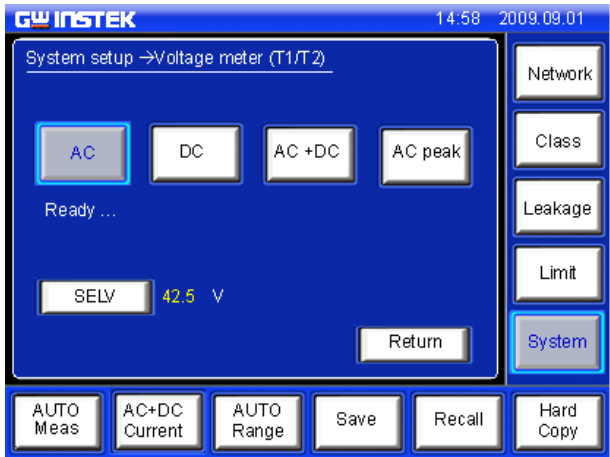 GW INSTEK 14:58 2009.09.01
System setup →Voltage meter (T1/T2)
Network
AC DC AC +DC AC peak
Class
Ready ...
Leakage
SELV 42.5 V
Limit
Return
System
AUTO Meas
AC+DC Current
AUTO Range
Save
Recall
Hard Copy